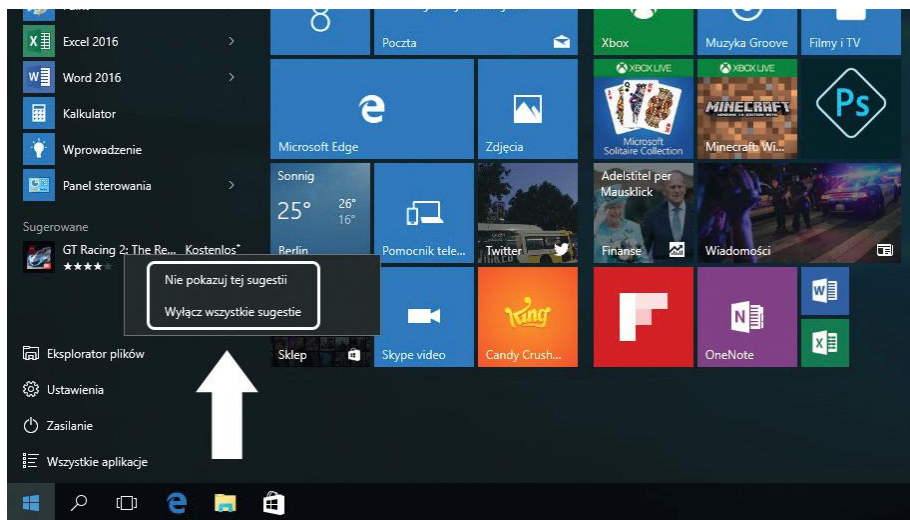 Excel 2016
Word 2016
Kalkulator
Wprowadzenie
Panel sterowania
Sugerowane
GT Racing 2: The Re... Kostenlos*
Nie pokazuj tej sugestii
Wyłącz wszystkie sugestie
Eksplorator plików
Ustawienia
Zasilanie
Wszystkie aplikacje
8
Poczta
Microsoft Edge
Zdjęcia
Sonnig
25°
26°
16°
Berlin
Pomocnik tele...
Twitter
Sklep
Skype video
King
Candy Crush...
Xbox
Muzyka Groove
Filmy i TV
XBOX LIVE
Microsoft
Solitaire Collection
XBOX LIVE
MINECRAFT
Minecraft: Wi...
Ps
Adelstitel per
Mausklick
Finanse
Wiadomości
OneNote